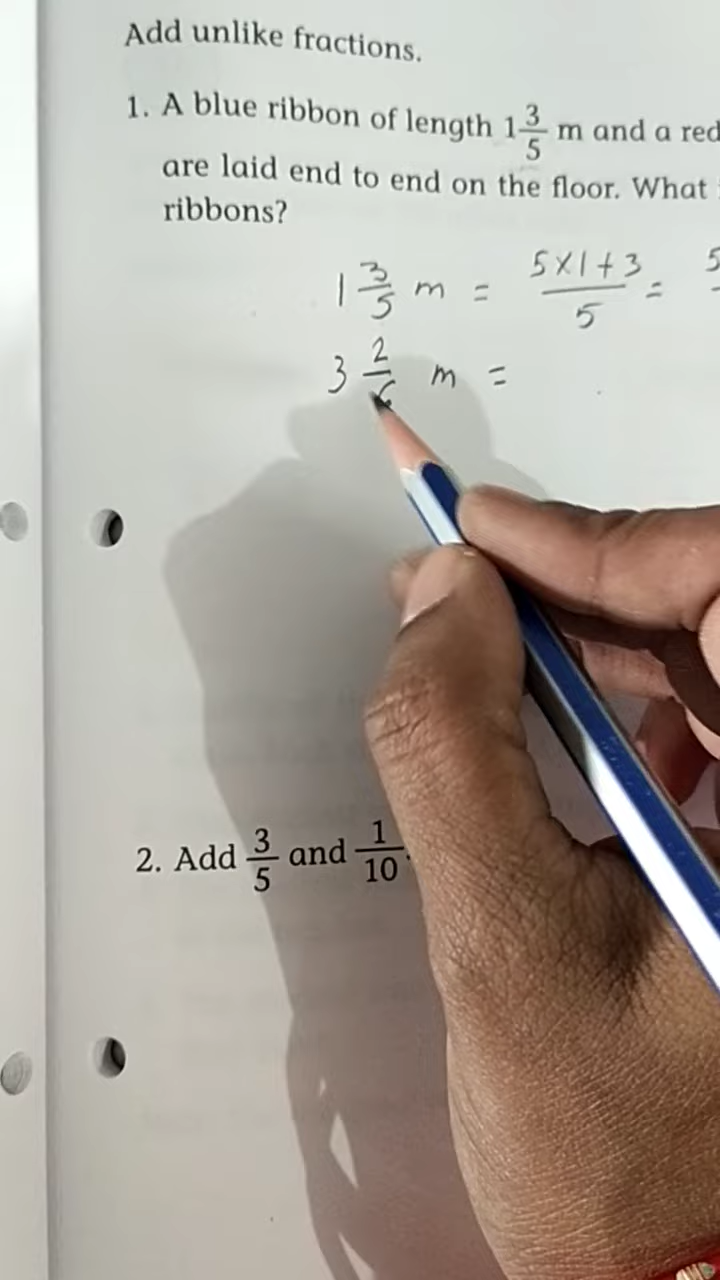 Add unlike fractions.
1. A blue ribbon of length 1 3/5 m and a red
are laid end to end on the floor. What
ribbons?
1 3/5 m = 5×1+3/5 = 5
3 2/6 m =
2. Add 3/5 and 1/10.